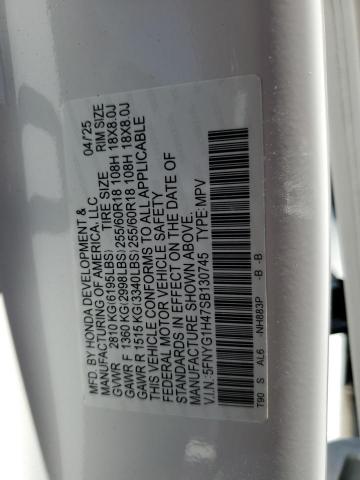 MFD. BY HONDA DEVELOPMENT & 04/25
MANUFACTURING OF AMERICA, LLC
TIRE SIZE RIM SIZE
GVWR 2810 KG(6195LBS)
GAWR F 1360 KG(2998LBS) 255/60R18 108H 18X8.0J
GAWR R 1515 KG(3340LBS) 255/60R18 108H 18X8.0J
THIS VEHICLE CONFORMS TO ALL APPLICABLE
FEDERAL MOTOR VEHICLE SAFETY
STANDARDS IN EFFECT ON THE DATE OF
MANUFACTURE SHOWN ABOVE.
V.I.N. 5FNYG1H47SB130745 TYPE:MPV
T90 S AL6 -NH883P -B -B